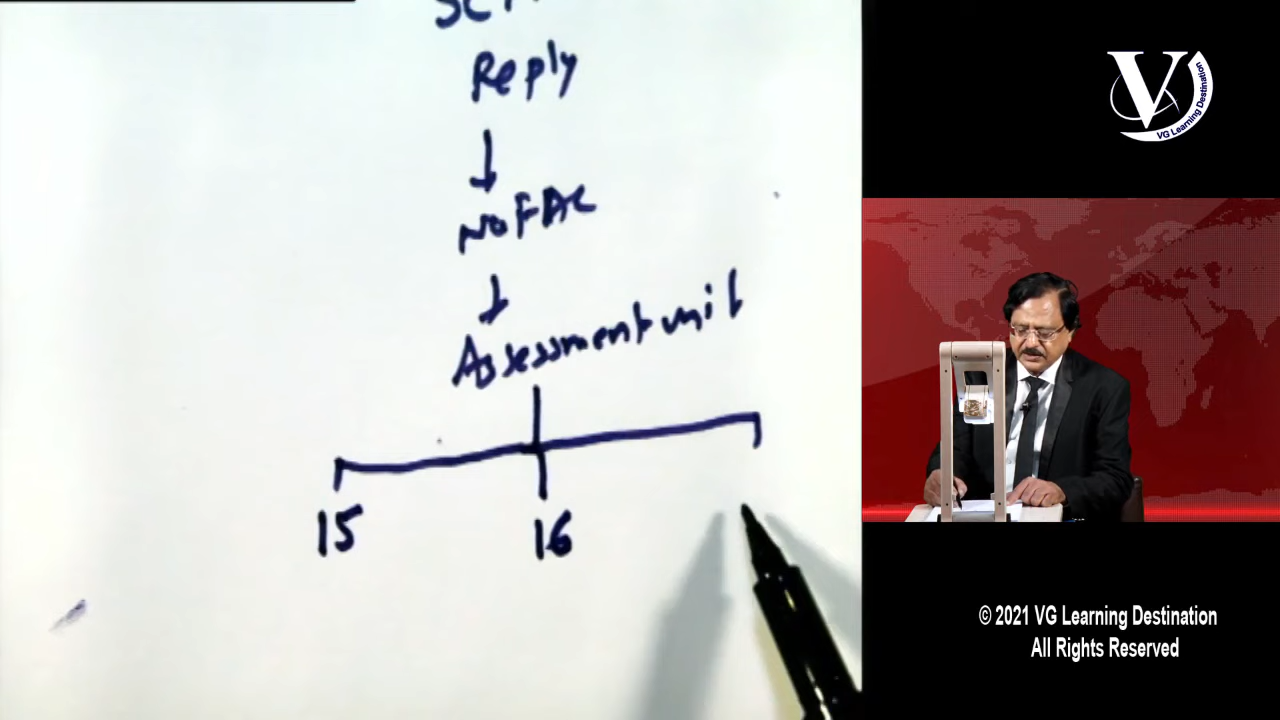 Reply
NOFAC
Assessment unit
15
16
V
VG Learning Destination
© 2021 VG Learning Destination
All Rights Reserved